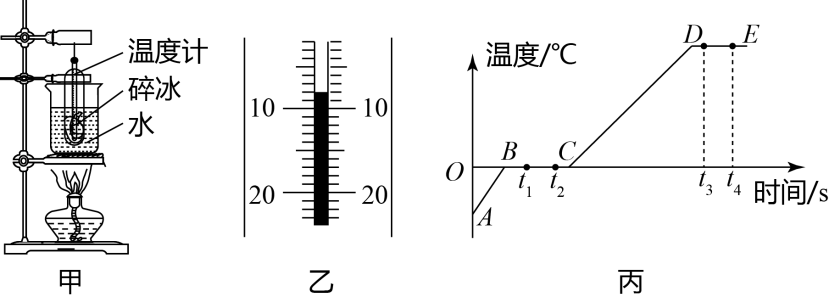 温度计
碎冰
水
甲
10 10
20 20
乙
温度/℃
D E
O B C
t₁ t₂ t₃ t₄
时间/s
A
丙